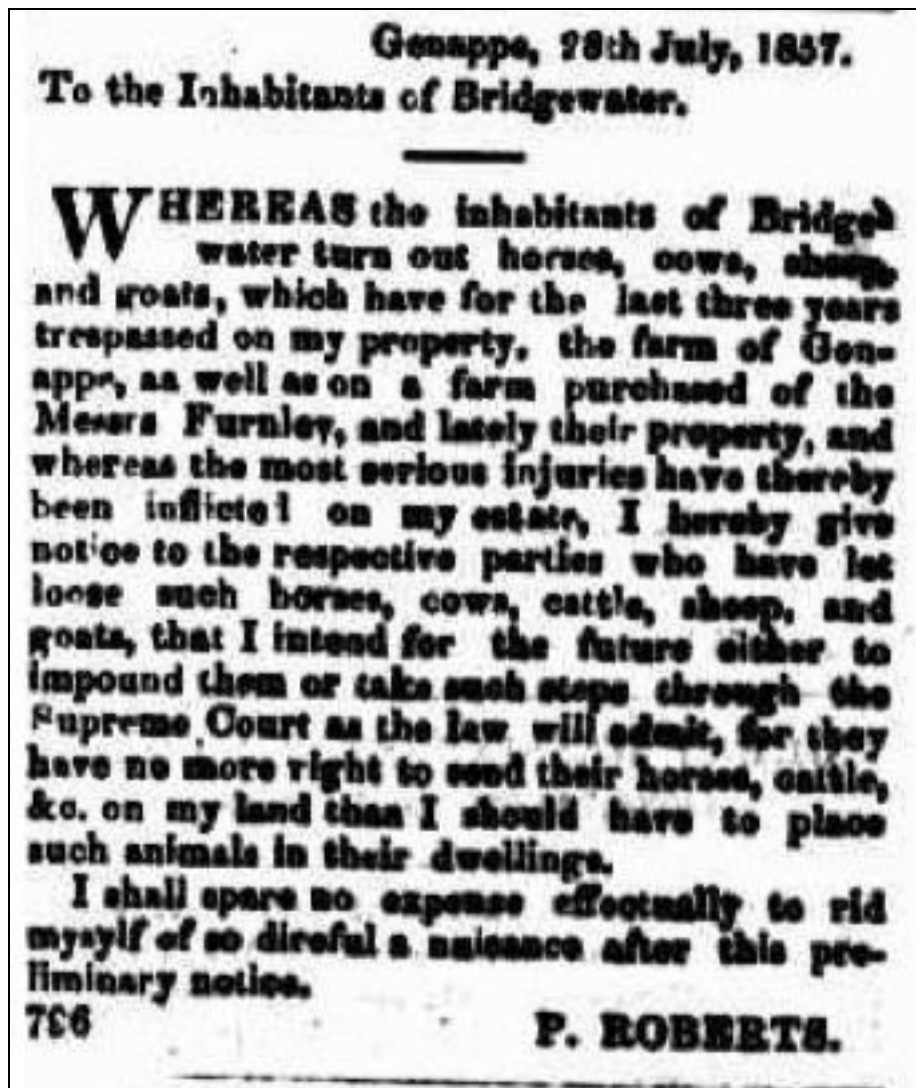 Genappe, 28th July, 1857.
To the Inhabitants of Bridgewater.
WHEREAS the inhabitants of Bridge-
water turn out horses, cows, sheep,
and goats, which have for the last three years
trespassed on my property, the farm of Gen-
appe, as well as on a farm purchased of the
Messrs Furnley, and lately their property, and
whereas the most serious injuries have thereby
been inflicted on my estate, I hereby give
notice to the respective parties who have let
loose such horses, cows, cattle, sheep, and
goats, that I intend for the future either to
impound them or take such steps through the
Supreme Court as the law will admit, for they
have no more right to send their horses, cattle,
&c. on my land than I should have to place
such animals in their dwellings.
I shall spare no expense effectually to rid
mysylf of so direful a nuisance after this pre-
liminary notice.
796
P. ROBERTS.